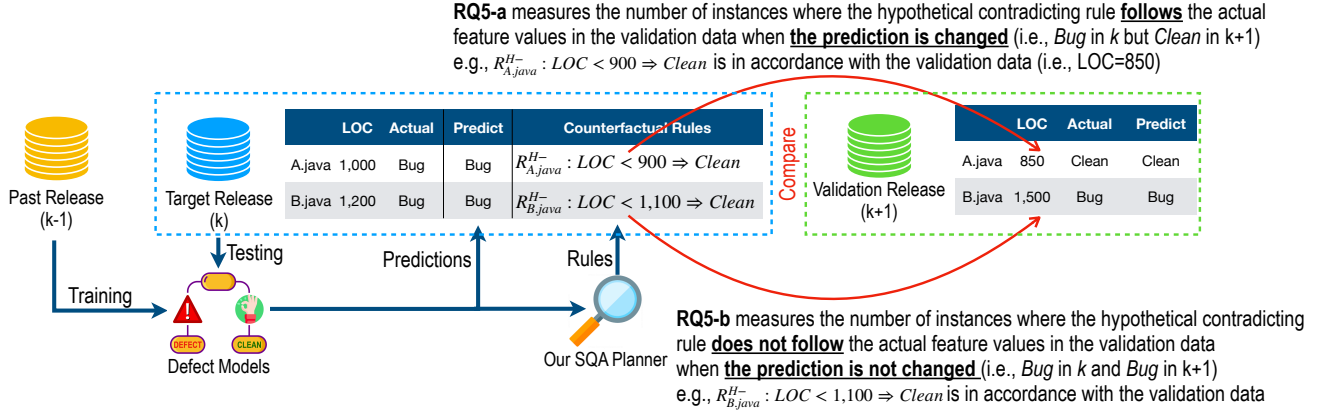 RQ5-a measures the number of instances where the hypothetical contradicting rule follows the actual
feature values in the validation data when the prediction is changed (i.e., Bug in k but Clean in k+1)
e.g., R^{H−}_{A.java} : LOC < 900 ⇒ Clean is in accordance with the validation data (i.e., LOC=850)
LOC Actual Predict Counterfactual Rules
A.java 1,000 Bug Bug R^{H−}_{A.java} : LOC < 900 ⇒ Clean
B.java 1,200 Bug Bug R^{H−}_{B.java} : LOC < 1,100 ⇒ Clean
Compare
LOC Actual Predict
A.java 850 Clean Clean
B.java 1,500 Bug Bug
Past Release
(k-1)
Target Release
(k)
Validation Release
(k+1)
Testing
Predictions
Rules
Training
DEFECT
CLEAN
Defect Models
Our SQA Planner
RQ5-b measures the number of instances where the hypothetical contradicting
rule does not follow the actual feature values in the validation data
when the prediction is not changed (i.e., Bug in k and Bug in k+1)
e.g., R^{H−}_{B.java} : LOC < 1,100 ⇒ Clean is in accordance with the validation data